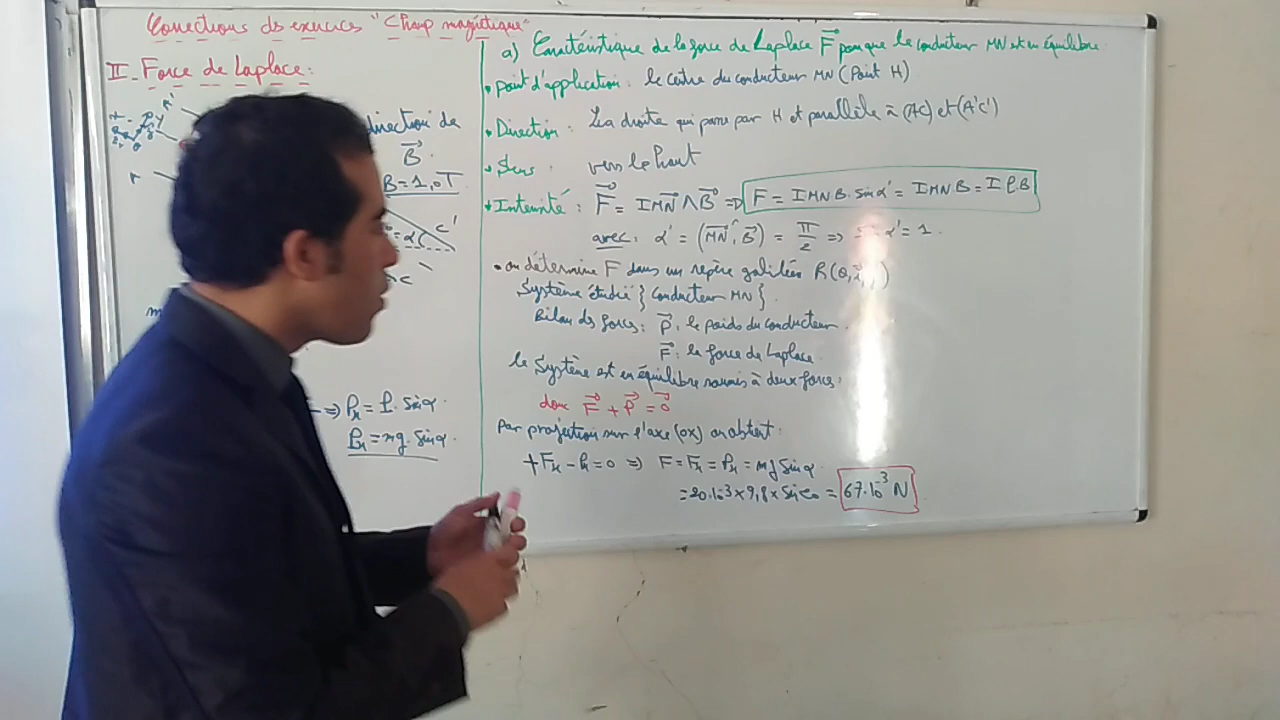 Corrections des exercices "Champ magnétique"
II - Force de Laplace :
direction de
B⃗
B = 1,0T
C'
α
C
=> Px = P. sinα
Px = mg. sinα
a) Caractéristique de la force de Laplace F⃗ pour que le conducteur MN est en équilibre.
• point d'application : le centre du conducteur MN (Point H)
• Direction : La droite qui passe par H et parallèle à (AC) et (A'C')
• Sens : vers le haut
• Intensité : F⃗ = I MN⃗ ∧ B⃗ => F = I MN B. sin α' = I MN B = I ℓ.B
avec : α' = (MN⃗, B⃗) = π/2 => α' = 1.
• on détermine F dans un repère galiléen R(O,
Système étudié } Conducteur MN }.
Bilan des forces : P⃗ : le poids du conducteur.
F⃗ : la force de Laplace.
le système est en équilibre soumis à deux forces :
donc F⃗ + P⃗ = 0⃗
Par projection sur l'axe (ox) on obtient :
+Fx - Px = 0 => F = Fx = Px = mg sinα
= 20.10-3 x 9,8 x sin20 = 67.10-3 N